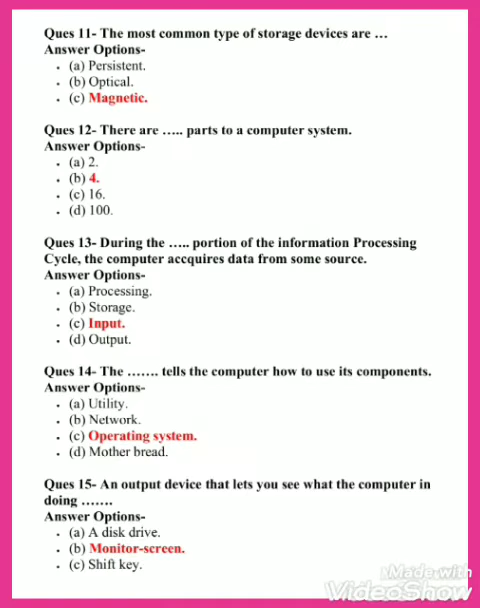 Ques 11- The most common type of storage devices are …
Answer Options-
• (a) Persistent.
• (b) Optical.
• (c) Magnetic.
Ques 12- There are ….. parts to a computer system.
Answer Options-
• (a) 2.
• (b) 4.
• (c) 16.
• (d) 100.
Ques 13- During the ….. portion of the information Processing
Cycle, the computer accquires data from some source.
Answer Options-
• (a) Processing.
• (b) Storage.
• (c) Input.
• (d) Output.
Ques 14- The ……. tells the computer how to use its components.
Answer Options-
• (a) Utility.
• (b) Network.
• (c) Operating system.
• (d) Mother bread.
Ques 15- An output device that lets you see what the computer in
doing …….
Answer Options-
• (a) A disk drive.
• (b) Monitor-screen.
• (c) Shift key.
Made with
VideoShow